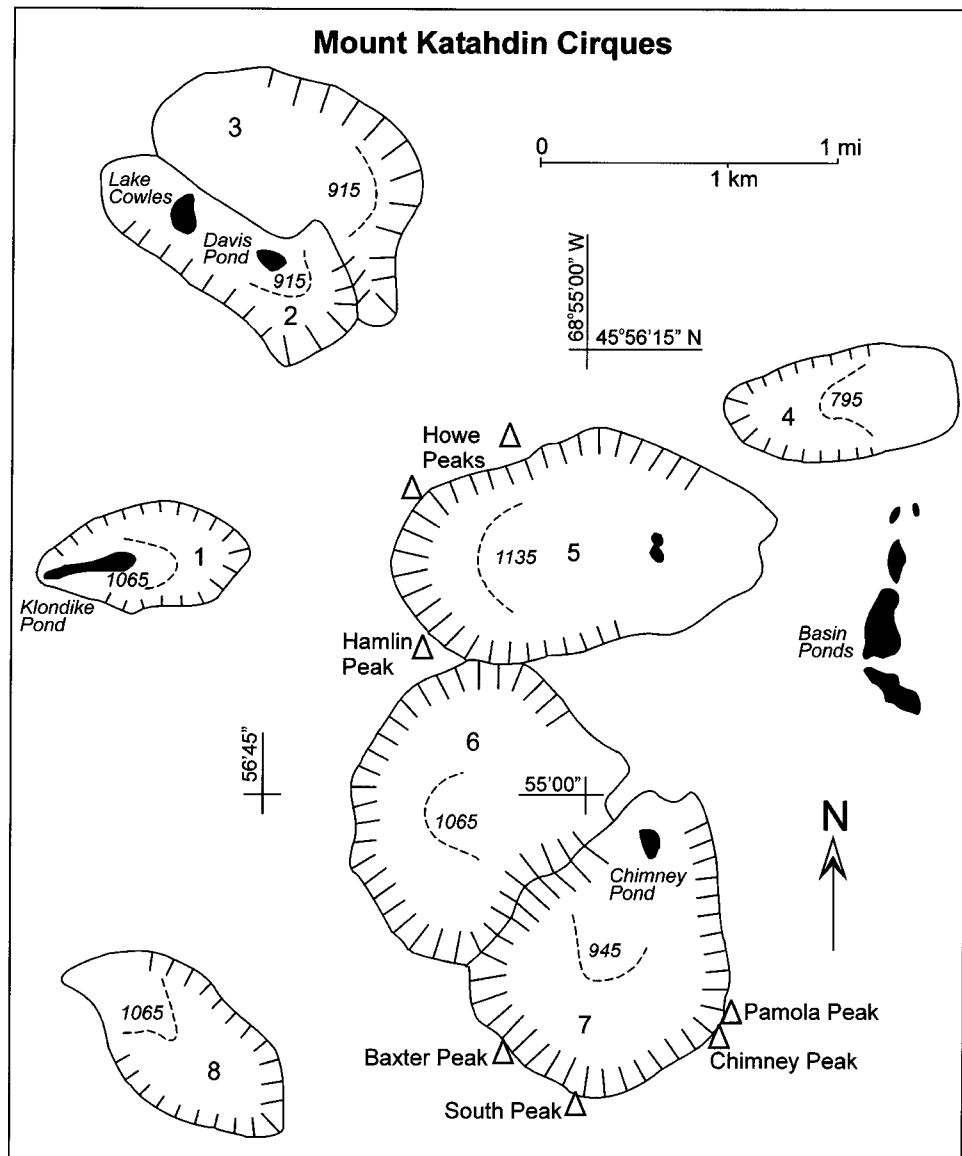 Mount Katahdin Cirques
3
0
1 mi
1 km
Lake
Cowles
915
Davis
Pond
915
2
68°55'00" W
45°56'15" N
795
4
Howe
Peaks
1
1065
Klondike
Pond
1135
5
Hamlin
Peak
Basin
Ponds
6
56'45"
55'00"
1065
Chimney
Pond
N
945
1065
7
Pamola Peak
Baxter Peak
Chimney Peak
8
South Peak